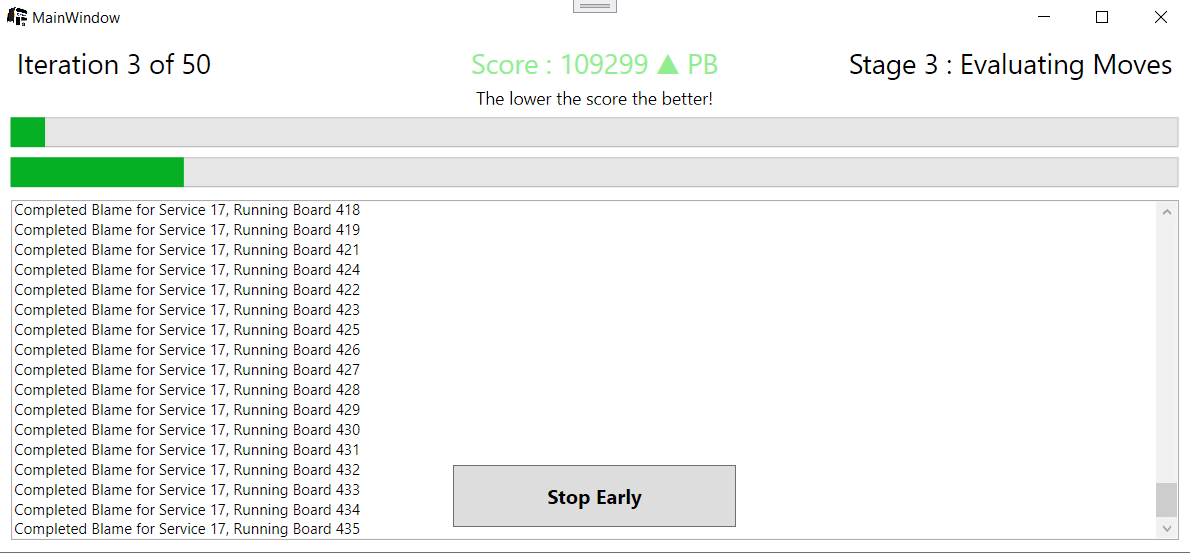 MainWindow
Iteration 3 of 50
Score : 109299 ▲ PB
Stage 3 : Evaluating Moves
The lower the score the better!
Completed Blame for Service 17, Running Board 418
Completed Blame for Service 17, Running Board 419
Completed Blame for Service 17, Running Board 421
Completed Blame for Service 17, Running Board 424
Completed Blame for Service 17, Running Board 422
Completed Blame for Service 17, Running Board 423
Completed Blame for Service 17, Running Board 425
Completed Blame for Service 17, Running Board 426
Completed Blame for Service 17, Running Board 427
Completed Blame for Service 17, Running Board 428
Completed Blame for Service 17, Running Board 429
Completed Blame for Service 17, Running Board 430
Completed Blame for Service 17, Running Board 431
Completed Blame for Service 17, Running Board 432
Completed Blame for Service 17, Running Board 433
Completed Blame for Service 17, Running Board 434
Completed Blame for Service 17, Running Board 435
Stop Early